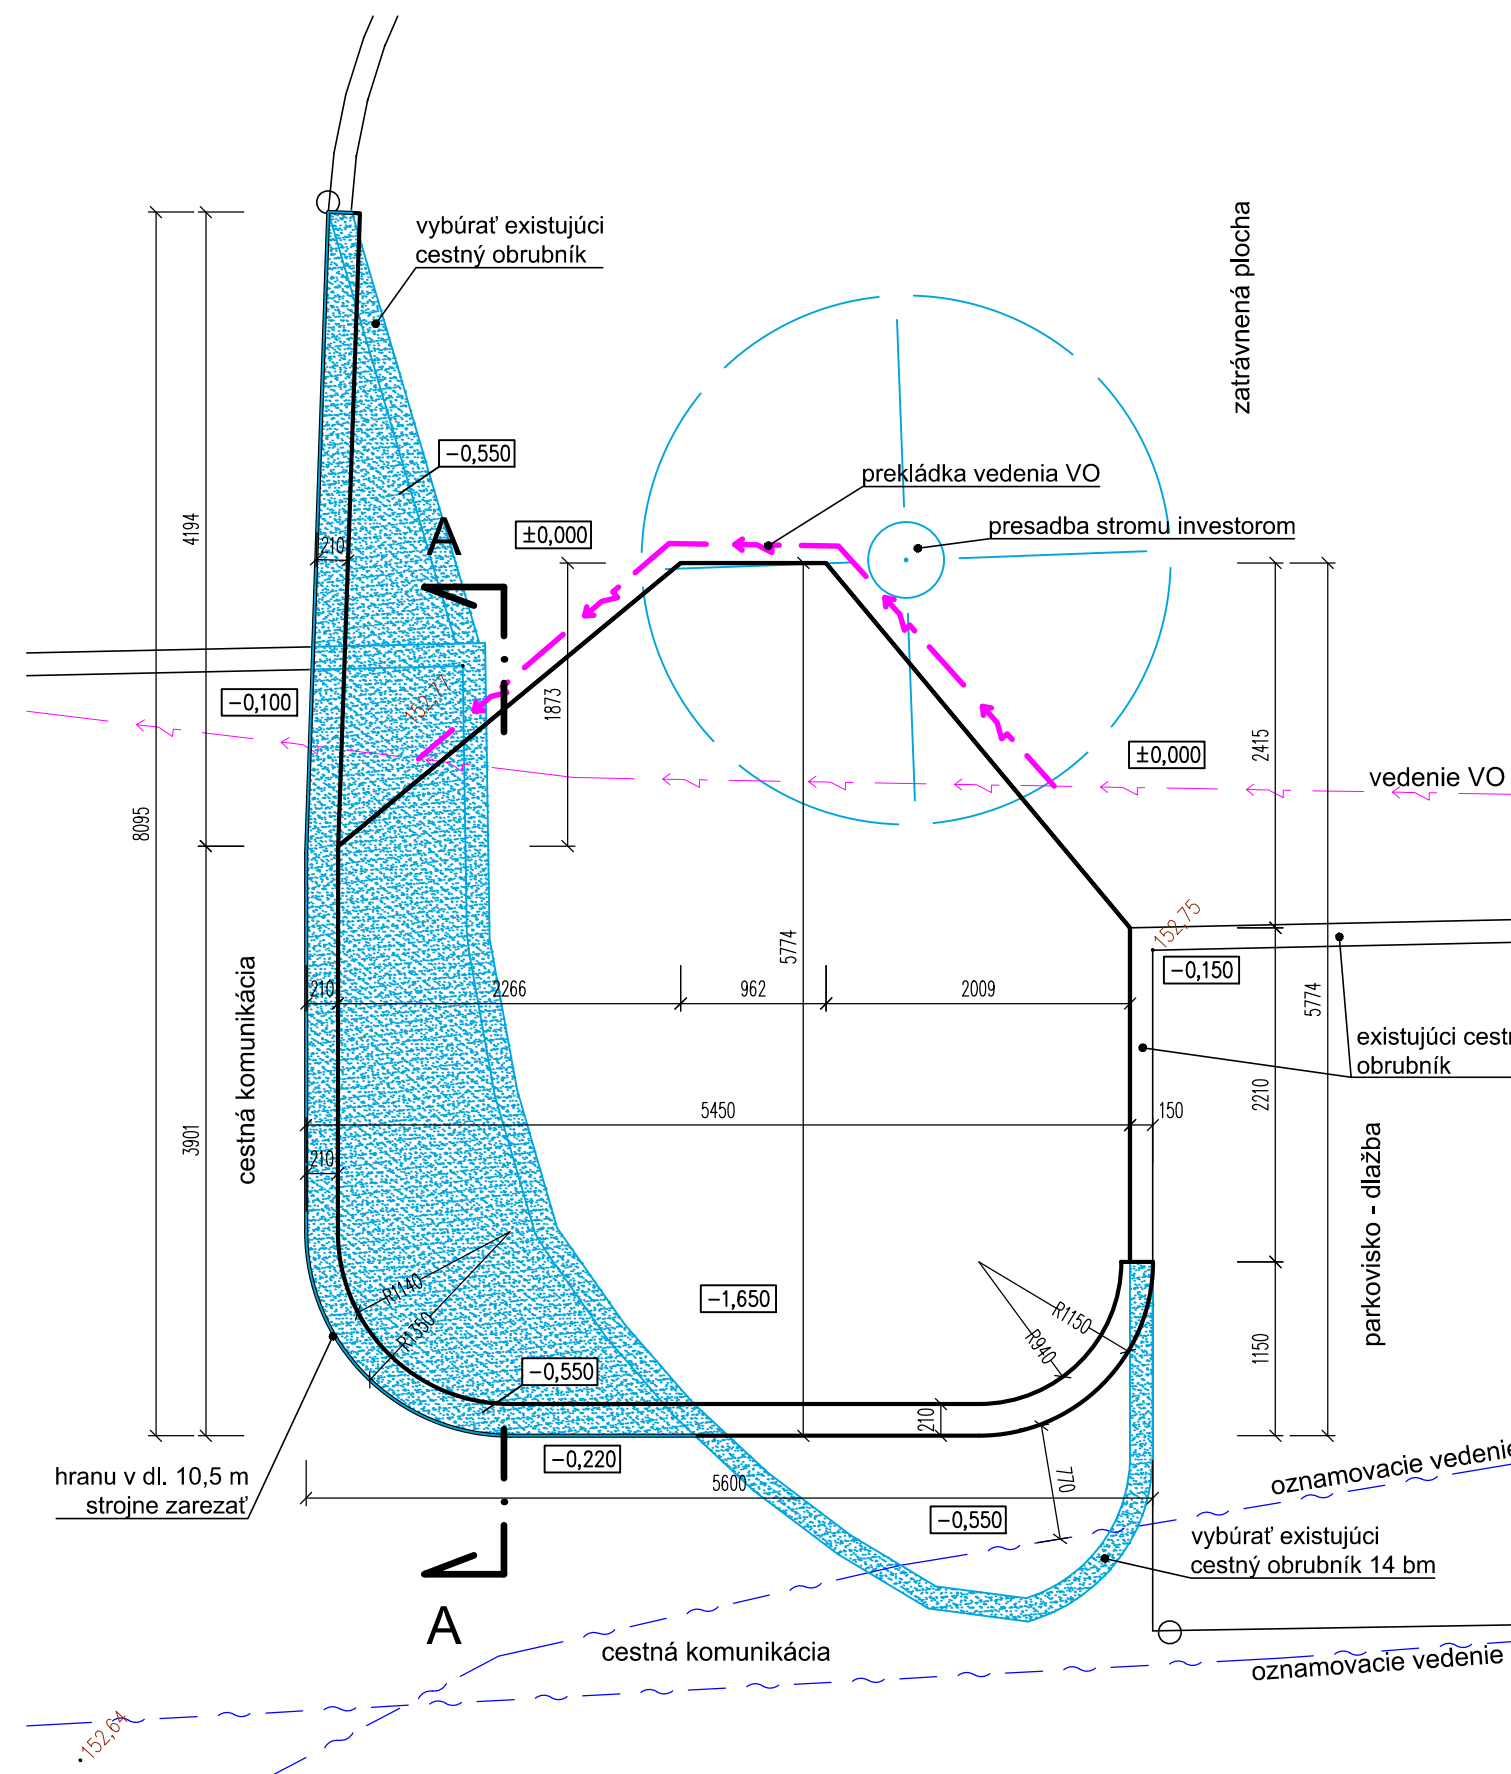 vybúrať existujúci
cestný obrubník
zatrávnená plocha
-0,550
prekládka vedenia VO
presadba stromu investorom
±0,000
A
4194
210
-0,100
152,77
1873
±0,000
2415
vedenie VO
8095
152,75
-0,150
5774
5774
cestná komunikácia
210
2266
962
2009
existujúci cestn
obrubník
5450
150
2210
3901
210
parkovisko - dlažba
R1140
R1350
-1,650
R1150
R940
1150
-0,550
210
-0,220
hranu v dl. 10,5 m
strojne zarezať
5600
770
oznamovacie vedenie
-0,550
vybúrať existujúci
cestný obrubník 14 bm
A
cestná komunikácia
oznamovacie vedenie
152,64